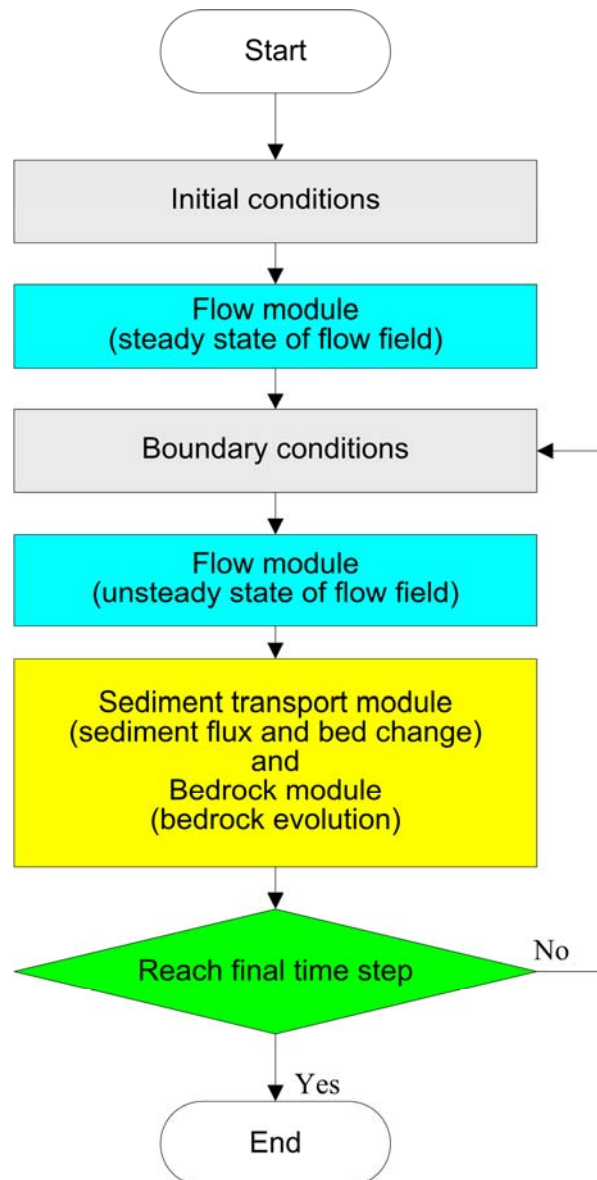 Start
Initial conditions
Flow module
(steady state of flow field)
Boundary conditions
Flow module
(unsteady state of flow field)
Sediment transport module
(sediment flux and bed change)
and
Bedrock module
(bedrock evolution)
Reach final time step
No
Yes
End